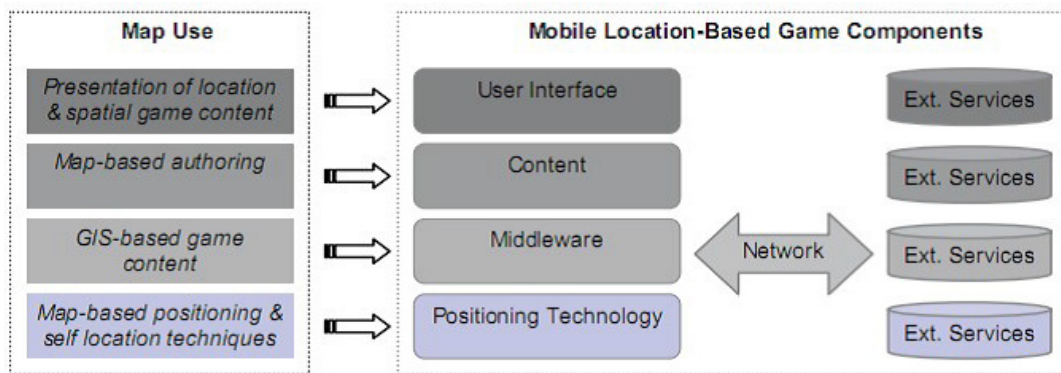 Map Use
Mobile Location-Based Game Components
Presentation of location
& spatial game content
User Interface
Ext. Services
Map-based authoring
Content
Ext. Services
GIS-based game
content
Middleware
Network
Ext. Services
Map-based positioning &
self location techniques
Positioning Technology
Ext. Services